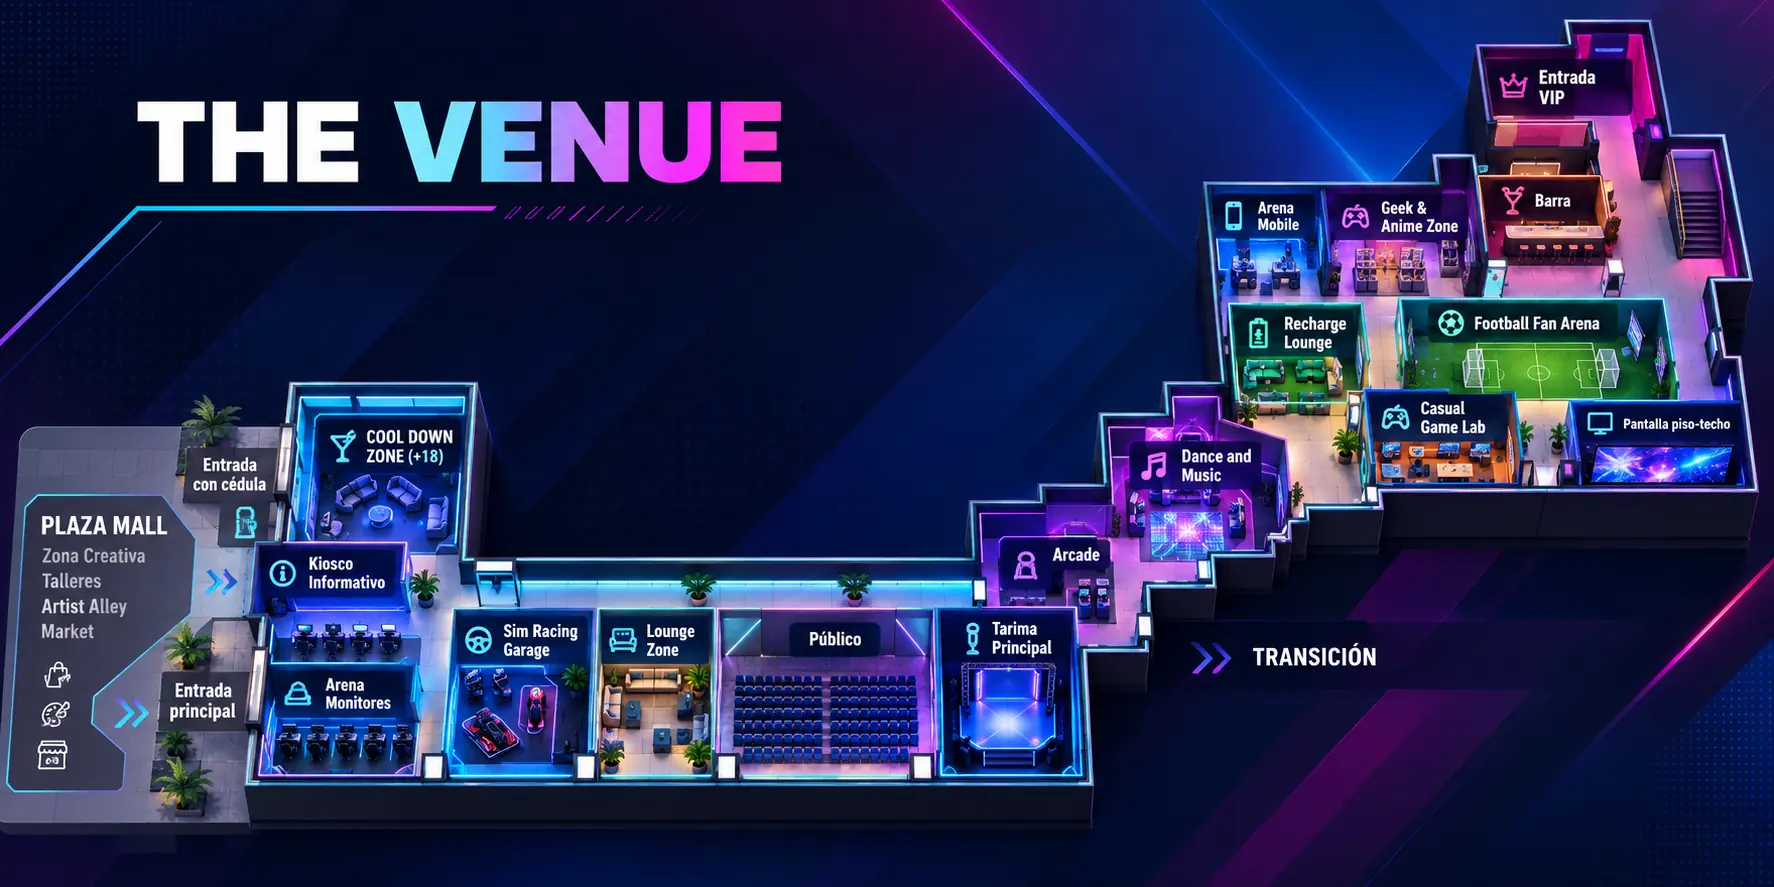 THE VENUE
Entrada
VIP
Arena
Mobile
Geek &
Anime Zone
Barra
Recharge
Lounge
Football Fan Arena
Casual
Game Lab
Pantalla piso-techo
Dance and
Music
Arcade
COOL DOWN
ZONE (+18)
Entrada
con cédula
PLAZA MALL
Zona Creativa
Talleres
Artist Alley
Market
Kiosco
Informativo
Entrada
principal
Arena
Monitores
Sim Racing
Garage
Lounge
Zone
Público
Tarima
Principal
TRANSICIÓN